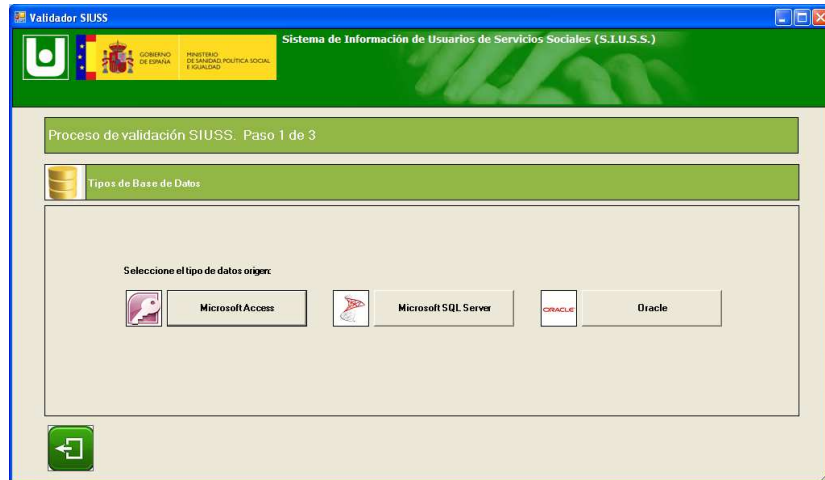 Validador SIUSS
Sistema de Información de Usuarios de Servicios Sociales (S.I.U.S.S.)
GOBIERNO
DE ESPAÑA
MINISTERIO
DE SANIDAD, POLÍTICA SOCIAL
E IGUALDAD
Proceso de validación SIUSS. Paso 1 de 3
Tipos de Base de Datos
Seleccione el tipo de datos origen:
Microsoft Access
Microsoft SQL Server
ORACLE
Oracle